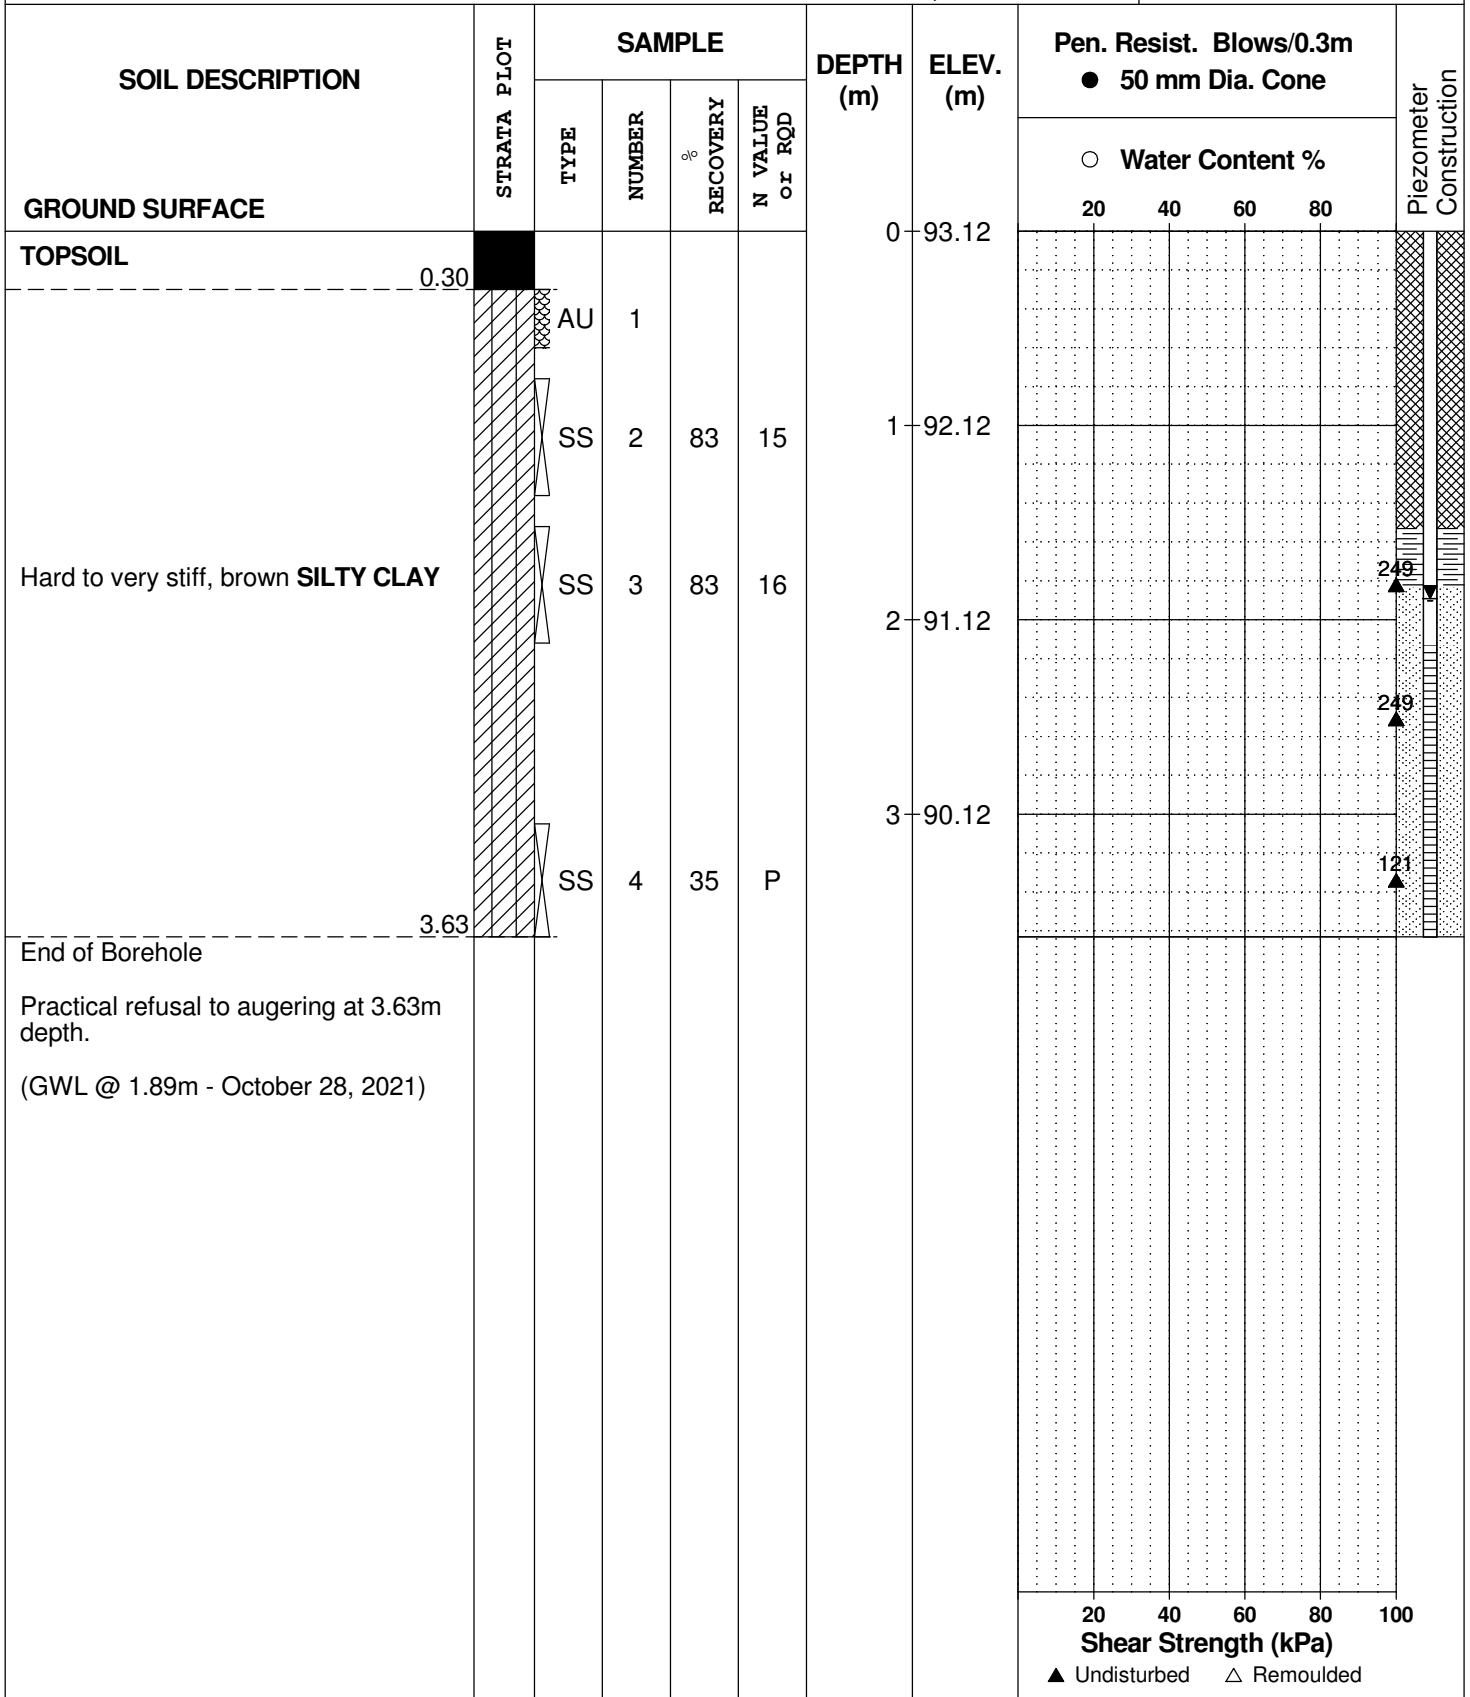 SOIL DESCRIPTION
GROUND SURFACE
STRATA PLOT
SAMPLE
TYPE
NUMBER
% RECOVERY
N VALUE or RQD
DEPTH (m)
ELEV. (m)
Pen. Resist. Blows/0.3m
● 50 mm Dia. Cone
○ Water Content %
20 40 60 80
Piezometer Construction
TOPSOIL
0.30
0 93.12
AU 1
SS 2 83 15
1 92.12
Hard to very stiff, brown SILTY CLAY
SS 3 83 16
249
2 91.12
249
3 90.12
SS 4 35 P
121
3.63
End of Borehole
Practical refusal to augering at 3.63m
depth.
(GWL @ 1.89m - October 28, 2021)
20 40 60 80 100
Shear Strength (kPa)
▲ Undisturbed △ Remoulded